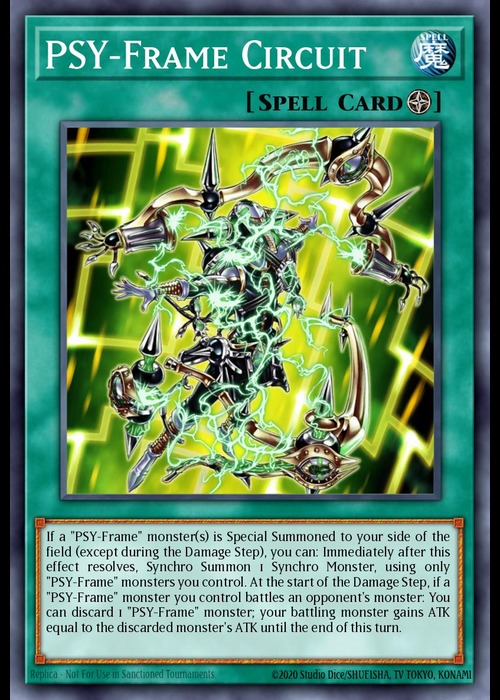 PSY-FRAME CIRCUIT
SPELL
魔
[SPELL CARD]
If a "PSY-Frame" monster(s) is Special Summoned to your side of the
field (except during the Damage Step), you can: Immediately after this
effect resolves, Synchro Summon 1 Synchro Monster, using only
"PSY-Frame" monsters you control. At the start of the Damage Step, if a
"PSY-Frame" monster you control battles an opponent's monster: You
can discard 1 "PSY-Frame" monster; your battling monster gains ATK
equal to the discarded monster's ATK until the end of this turn.
Replica - Not For Use in Sanctioned Tournaments
©2020 Studio Dice/SHUEISHA, TV TOKYO, KONAMI